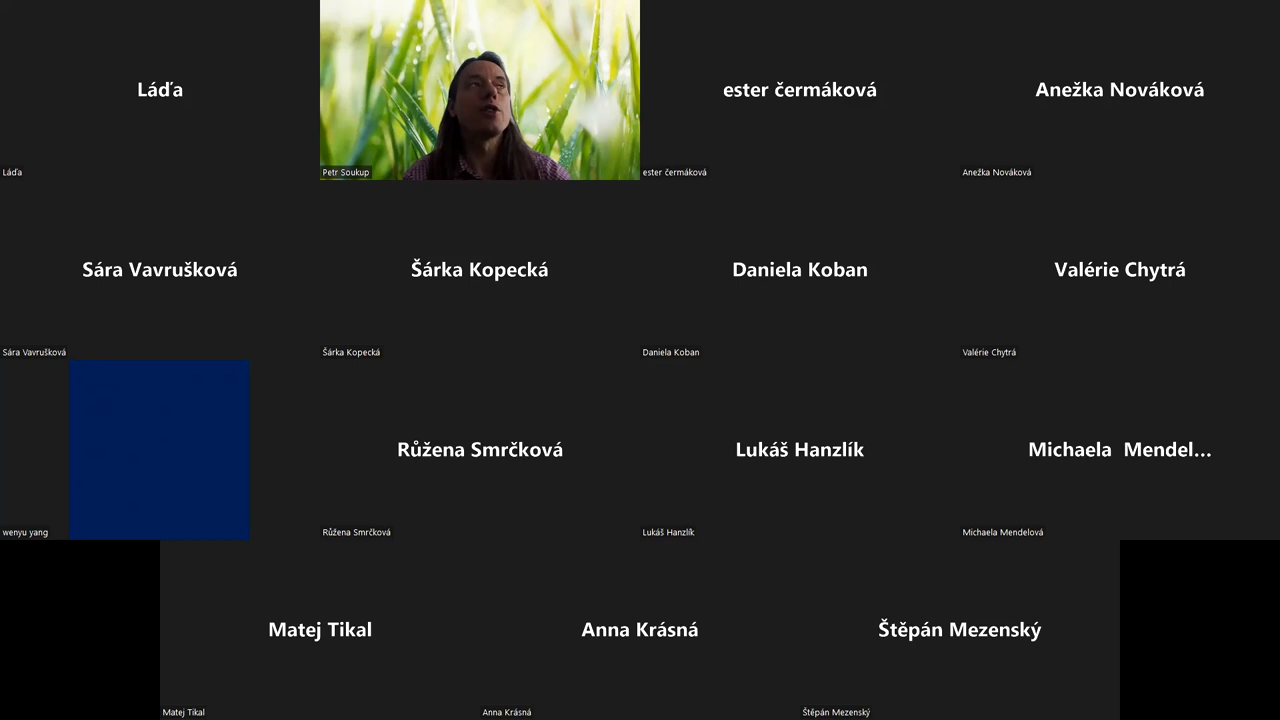 Láďa
Láďa
Petr Soukup
ester čermáková
ester čermáková
Anežka Nováková
Anežka Nováková
Sára Vavrušková
Sára Vavrušková
Šárka Kopecká
Šárka Kopecká
Daniela Koban
Daniela Koban
Valérie Chytrá
Valérie Chytrá
wenyu yang
Růžena Smrčková
Růžena Smrčková
Lukáš Hanzlík
Lukáš Hanzlík
Michaela  Mendel...
Michaela Mendelová
Matej Tikal
Matej Tikal
Anna Krásná
Anna Krásná
Štěpán Mezenský
Štěpán Mezenský